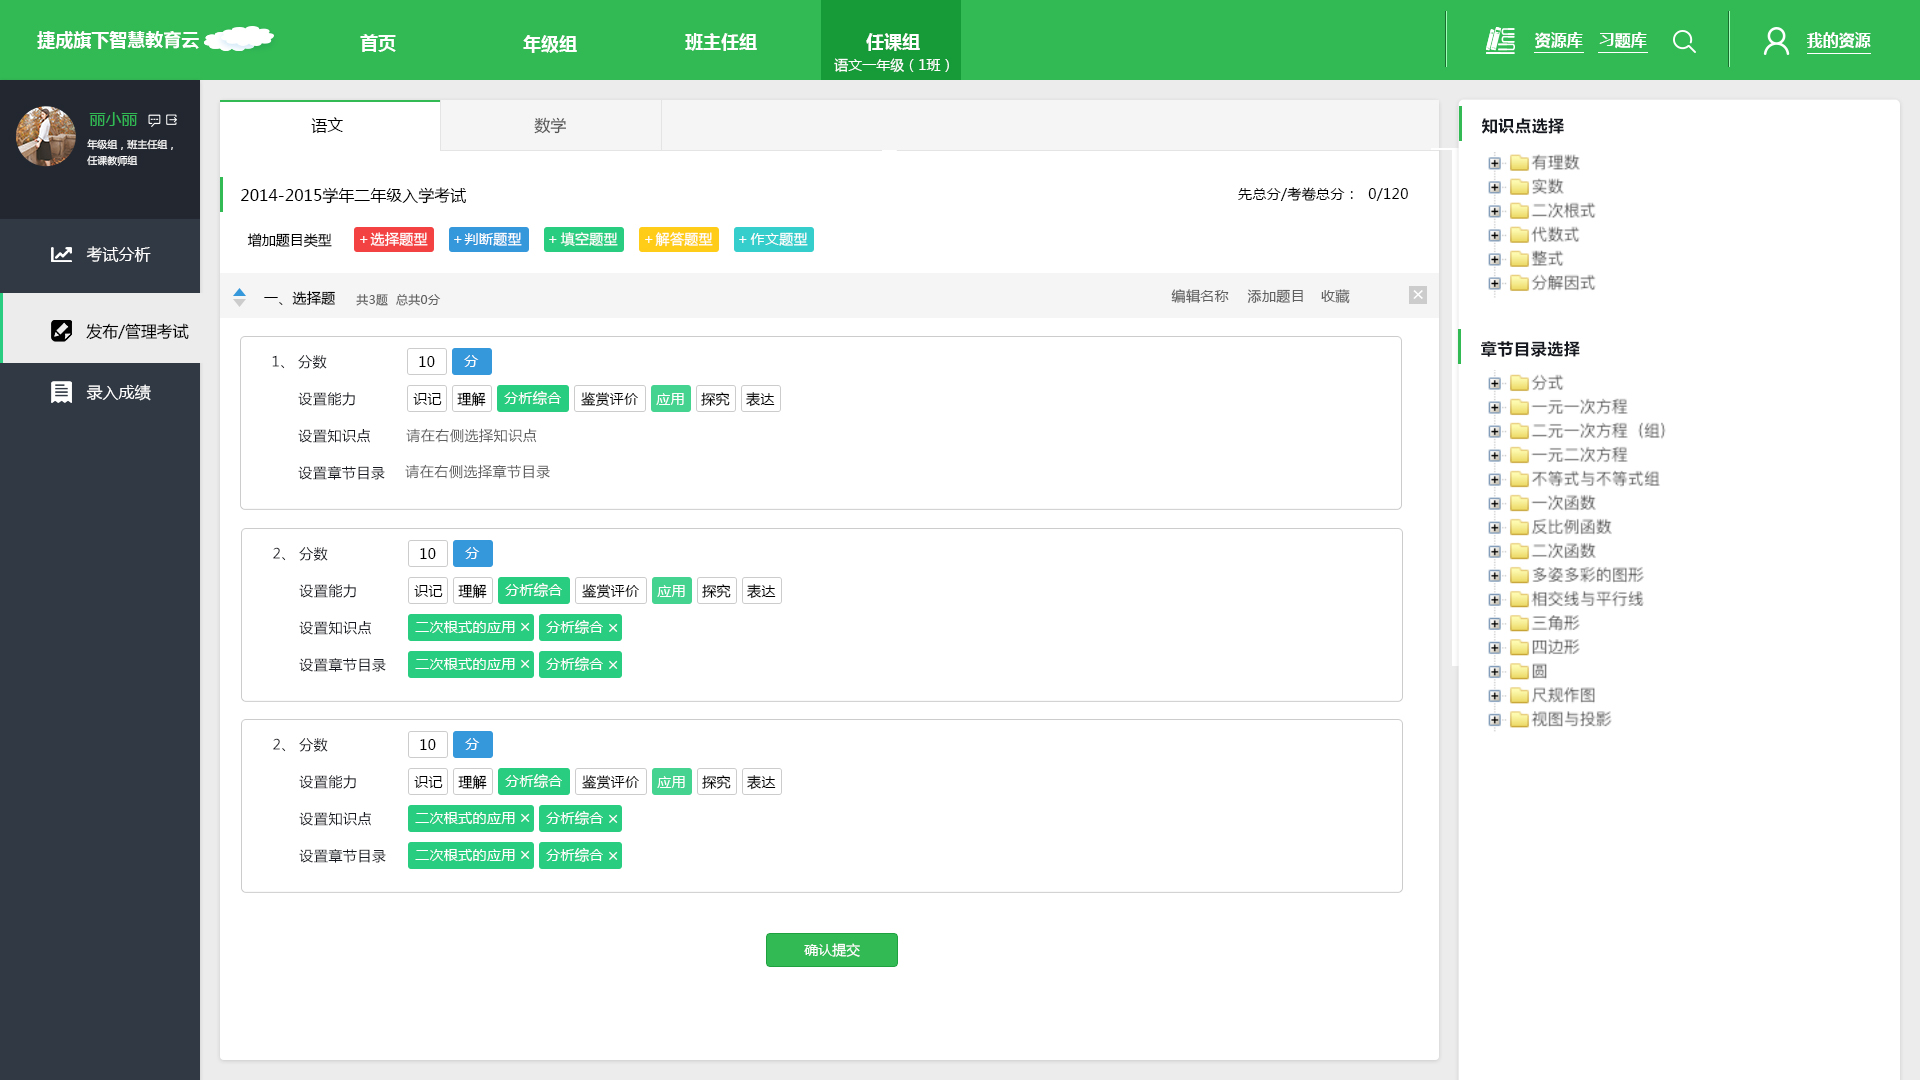 捷成旗下智慧教育云
首页
年级组
班主任组
任课组
语文一年级（1班）
资源库
习题库
我的资源
丽小丽
年级组，班主任组，
任课教师组
考试分析
发布/管理考试
录入成绩
语文
数学
2014-2015学年二年级入学考试
先总分/考卷总分： 0/120
增加题目类型
+ 选择题型
+ 判断题型
+ 填空题型
+ 解答题型
+ 作文题型
一、选择题 共3题 总共0分
编辑名称 添加题目 收藏
1、 分数 10 分
设置能力 识记 理解 分析综合 鉴赏评价 应用 探究 表达
设置知识点 请在右侧选择知识点
设置章节目录 请在右侧选择章节目录
2、 分数 10 分
设置能力 识记 理解 分析综合 鉴赏评价 应用 探究 表达
设置知识点 二次根式的应用 × 分析综合 ×
设置章节目录 二次根式的应用 × 分析综合 ×
2、 分数 10 分
设置能力 识记 理解 分析综合 鉴赏评价 应用 探究 表达
设置知识点 二次根式的应用 × 分析综合 ×
设置章节目录 二次根式的应用 × 分析综合 ×
确认提交
知识点选择
有理数
实数
二次根式
代数式
整式
分解因式
章节目录选择
分式
一元一次方程
二元一次方程（组）
一元二次方程
不等式与不等式组
一次函数
反比例函数
二次函数
多姿多彩的图形
相交线与平行线
三角形
四边形
圆
尺规作图
视图与投影